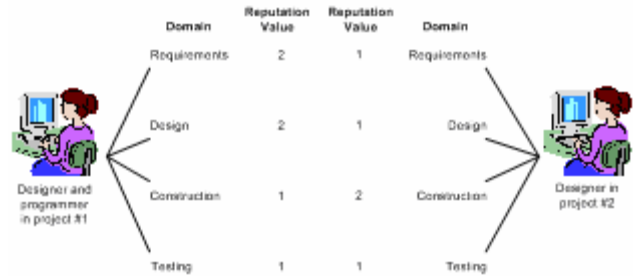 Reputation Reputation
Domain Value Value Domain
Requirements 2 1 Requirements
Design 2 1 Design
Designer and
programmer
in project #1
Construction 1 2 Construction
Designer in
project #2
Testing 1 1 Testing